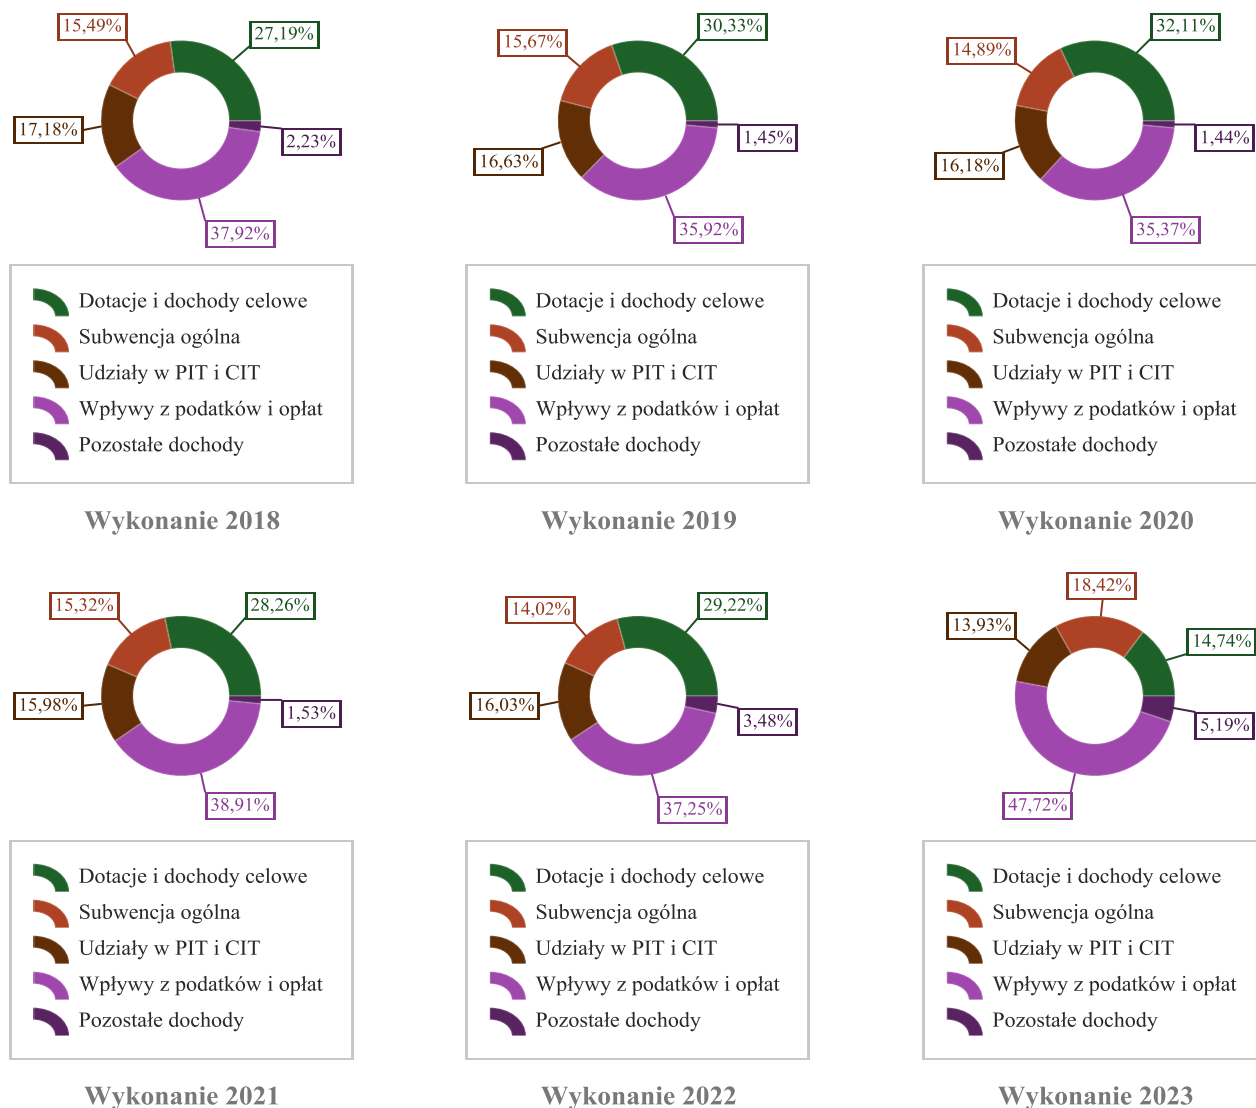 15,49%
27,19%
17,18%
2,23%
37,92%
Dotacje i dochody celowe
Subwencja ogólna
Udziały w PIT i CIT
Wpływy z podatków i opłat
Pozostałe dochody
Wykonanie 2018
15,67%
30,33%
16,63%
1,45%
35,92%
Dotacje i dochody celowe
Subwencja ogólna
Udziały w PIT i CIT
Wpływy z podatków i opłat
Pozostałe dochody
Wykonanie 2019
14,89%
32,11%
16,18%
1,44%
35,37%
Dotacje i dochody celowe
Subwencja ogólna
Udziały w PIT i CIT
Wpływy z podatków i opłat
Pozostałe dochody
Wykonanie 2020
15,32%
28,26%
15,98%
1,53%
38,91%
Dotacje i dochody celowe
Subwencja ogólna
Udziały w PIT i CIT
Wpływy z podatków i opłat
Pozostałe dochody
Wykonanie 2021
14,02%
29,22%
16,03%
3,48%
37,25%
Dotacje i dochody celowe
Subwencja ogólna
Udziały w PIT i CIT
Wpływy z podatków i opłat
Pozostałe dochody
Wykonanie 2022
18,42%
13,93%
14,74%
5,19%
47,72%
Dotacje i dochody celowe
Subwencja ogólna
Udziały w PIT i CIT
Wpływy z podatków i opłat
Pozostałe dochody
Wykonanie 2023